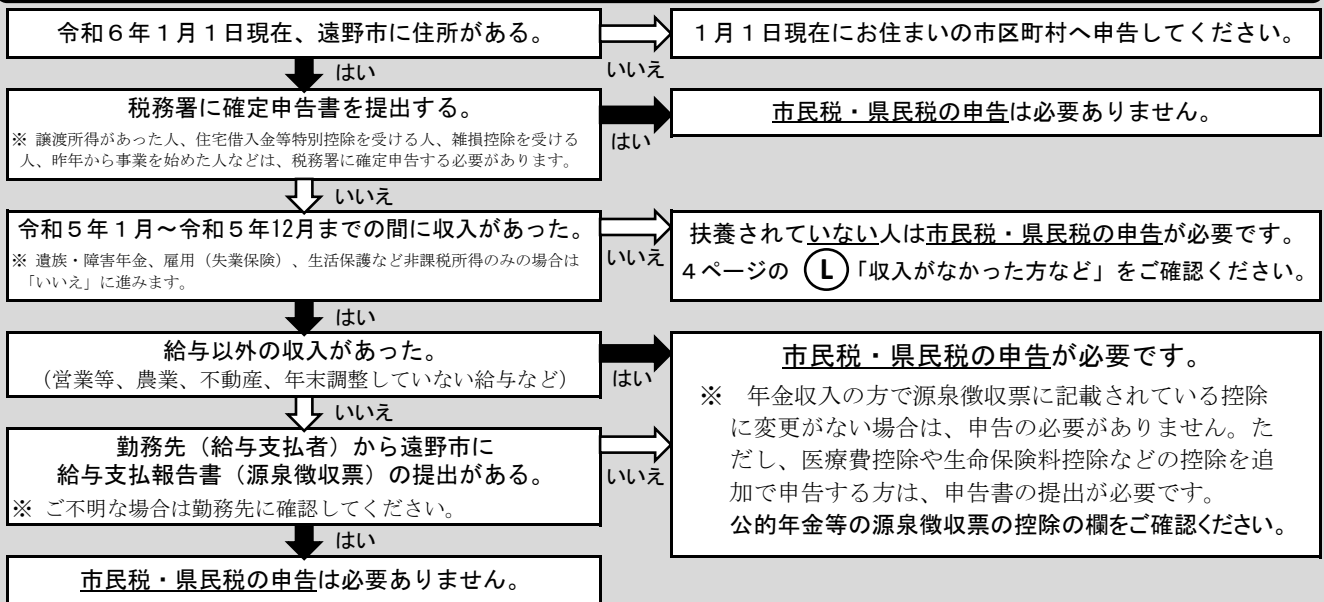 令和６年１月１日現在、遠野市に住所がある。
いいえ
１月１日現在にお住まいの市区町村へ申告してください。
はい
税務署に確定申告書を提出する。
※ 譲渡所得があった人、住宅借入金等特別控除を受ける人、雑損控除を受ける
人、昨年から事業を始めた人などは、税務署に確定申告する必要があります。
はい
市民税・県民税の申告は必要ありません。
いいえ
令和５年１月～令和５年12月までの間に収入があった。
※ 遺族・障害年金、雇用（失業保険）、生活保護など非課税所得のみの場合は
「いいえ」に進みます。
いいえ
扶養されていない人は市民税・県民税の申告が必要です。
４ページの Ⓛ「収入がなかった方など」をご確認ください。
はい
給与以外の収入があった。
（営業等、農業、不動産、年末調整していない給与など）
はい
市民税・県民税の申告が必要です。
※ 年金収入の方で源泉徴収票に記載されている控除
に変更がない場合は、申告の必要がありません。た
だし、医療費控除や生命保険料控除などの控除を追
加で申告する方は、申告書の提出が必要です。
公的年金等の源泉徴収票の控除の欄をご確認ください。
いいえ
勤務先（給与支払者）から遠野市に
給与支払報告書（源泉徴収票）の提出がある。
※ ご不明な場合は勤務先に確認してください。
いいえ
はい
市民税・県民税の申告は必要ありません。